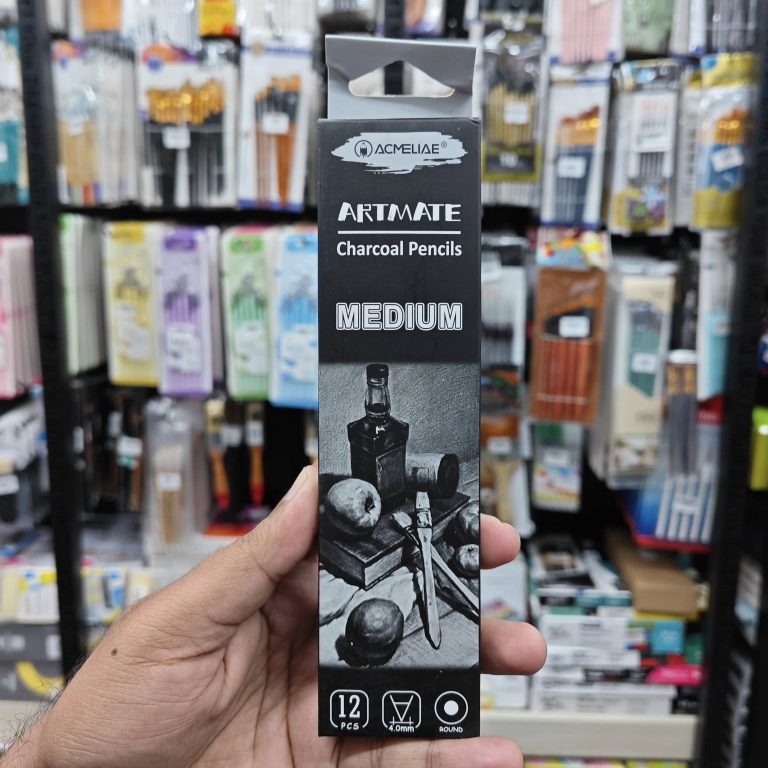 ACMELIAE®
ARTMATE
Charcoal Pencils
MEDIUM
12
PCS
4.0mm
ROUND